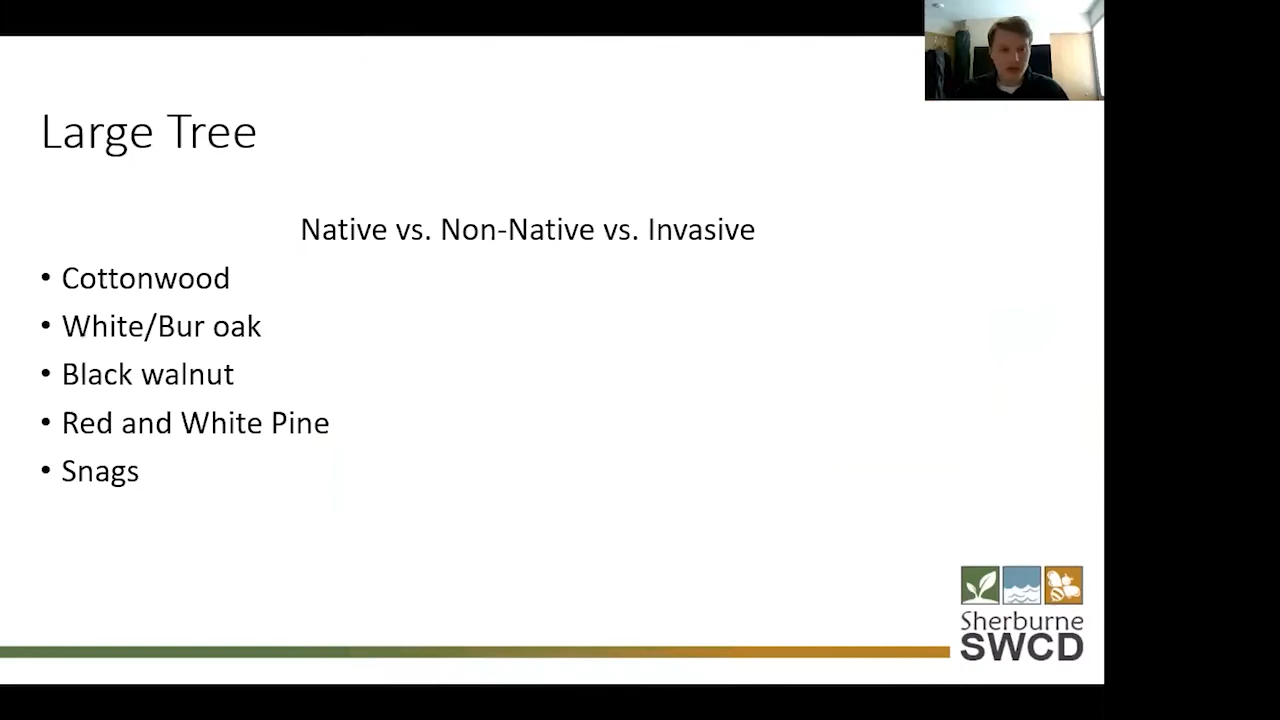 Large Tree
Native vs. Non-Native vs. Invasive
• Cottonwood
• White/Bur oak
• Black walnut
• Red and White Pine
• Snags
Sherburne
SWCD